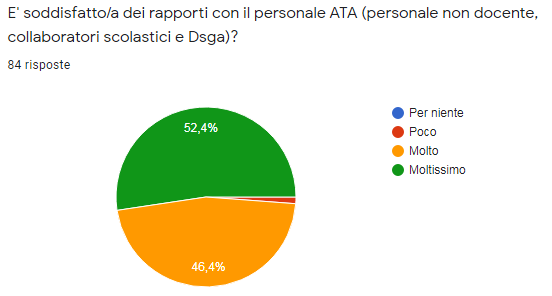 E' soddisfatto/a dei rapporti con il personale ATA (personale non docente,
collaboratori scolastici e Dsga)?
84 risposte
52,4%
46,4%
Per niente
Poco
Molto
Moltissimo